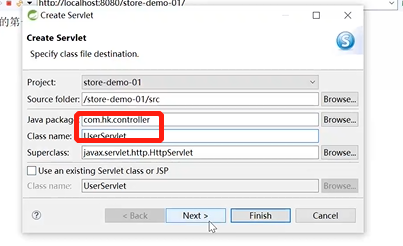 http://localhost:8080/store-demo-01/
的第
Create Servlet
Create Servlet
Specify class file destination.
Project: store-demo-01
Source folder: /store-demo-01/src Browse...
Java packag com.hk.controller Browse...
Class name: UserServlet
Superclass: javax.servlet.http.HttpServlet Browse...
Use an existing Servlet class or JSP
Class name: UserServlet Browse...
? < Back Next > Finish Cancel